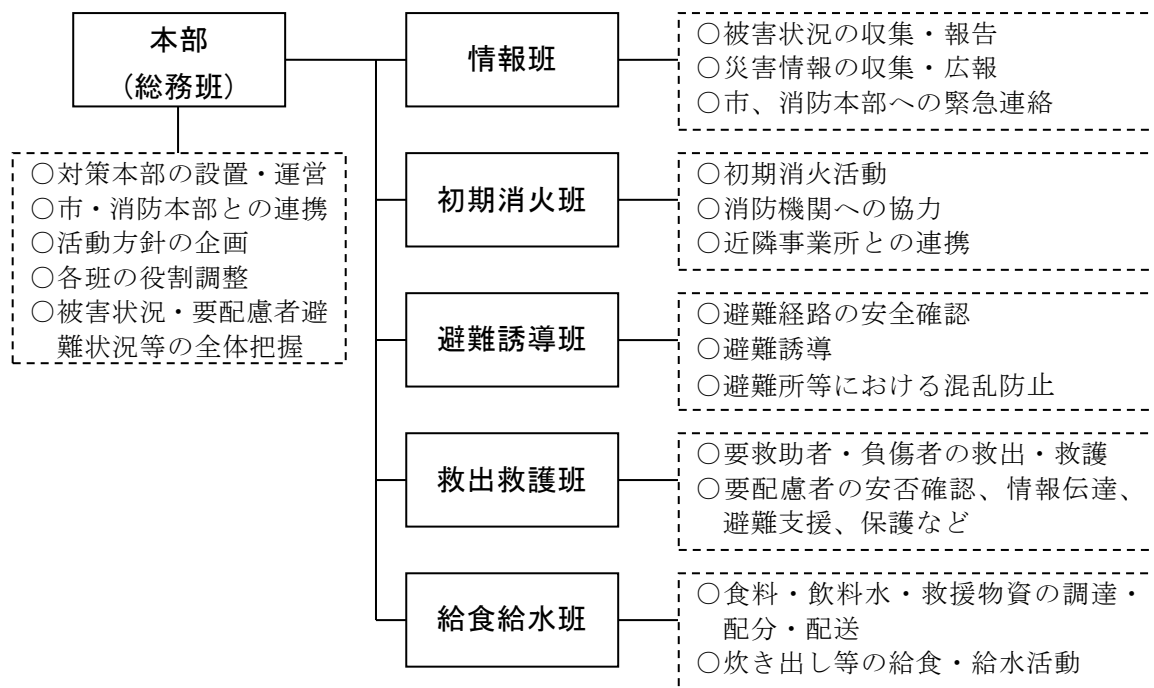 本部
（総務班）
○対策本部の設置・運営
○市・消防本部との連携
○活動方針の企画
○各班の役割調整
○被害状況・要配慮者避
難状況等の全体把握
情報班
○被害状況の収集・報告
○災害情報の収集・広報
○市、消防本部への緊急連絡
初期消火班
○初期消火活動
○消防機関への協力
○近隣事業所との連携
避難誘導班
○避難経路の安全確認
○避難誘導
○避難所等における混乱防止
救出救護班
○要救助者・負傷者の救出・救護
○要配慮者の安否確認、情報伝達、
避難支援、保護など
給食給水班
○食料・飲料水・救援物資の調達・
配分・配送
○炊き出し等の給食・給水活動